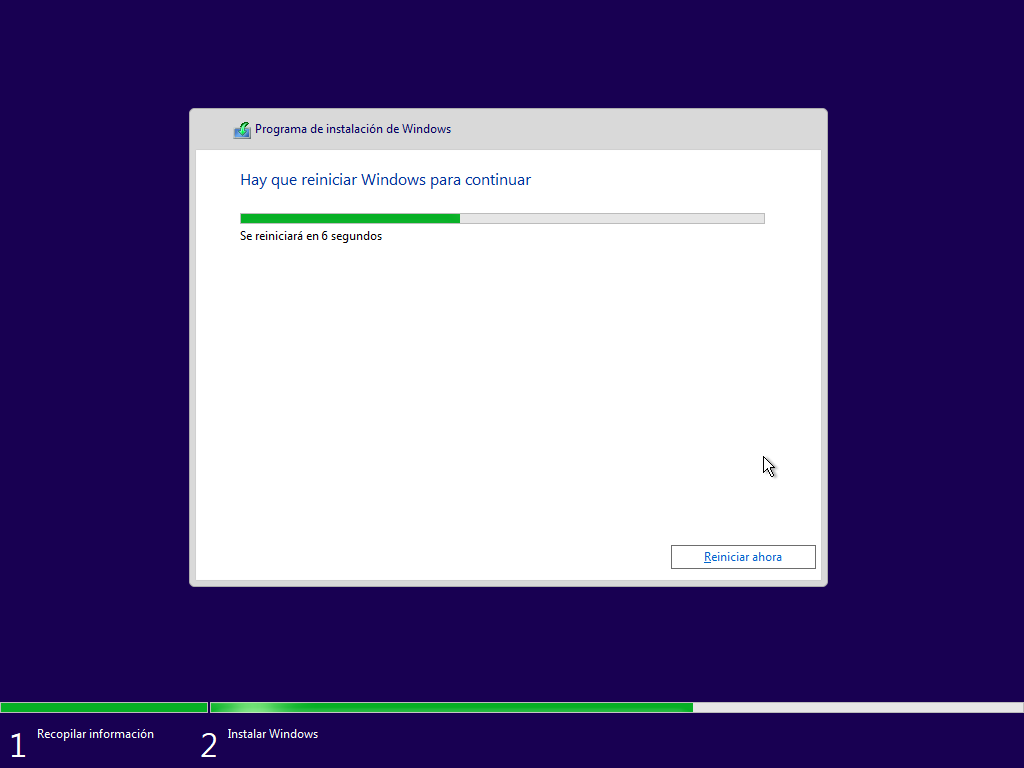 Programa de instalación de Windows
Hay que reiniciar Windows para continuar
Se reiniciará en 6 segundos
Reiniciar ahora
1 Recopilar información
2 Instalar Windows